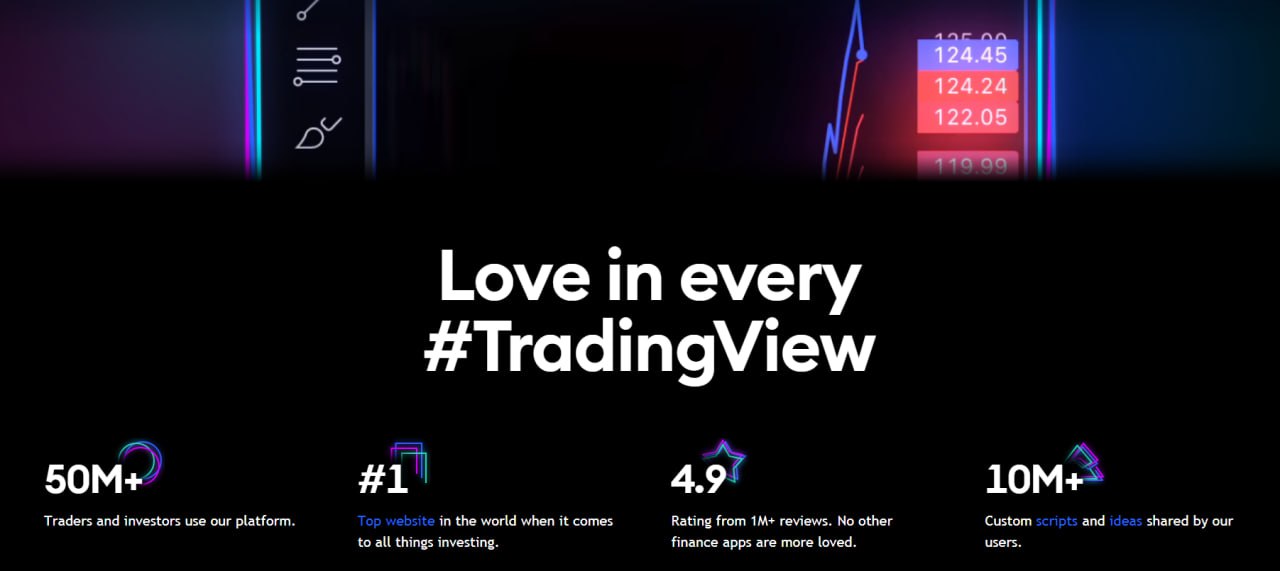 125.90
124.45
124.24
122.05
119.99
Love in every
#TradingView
50M+
Traders and investors use our platform.
#1
Top website in the world when it comes
to all things investing.
4.9
Rating from 1M+ reviews. No other
finance apps are more loved.
10M+
Custom scripts and ideas shared by our
users.